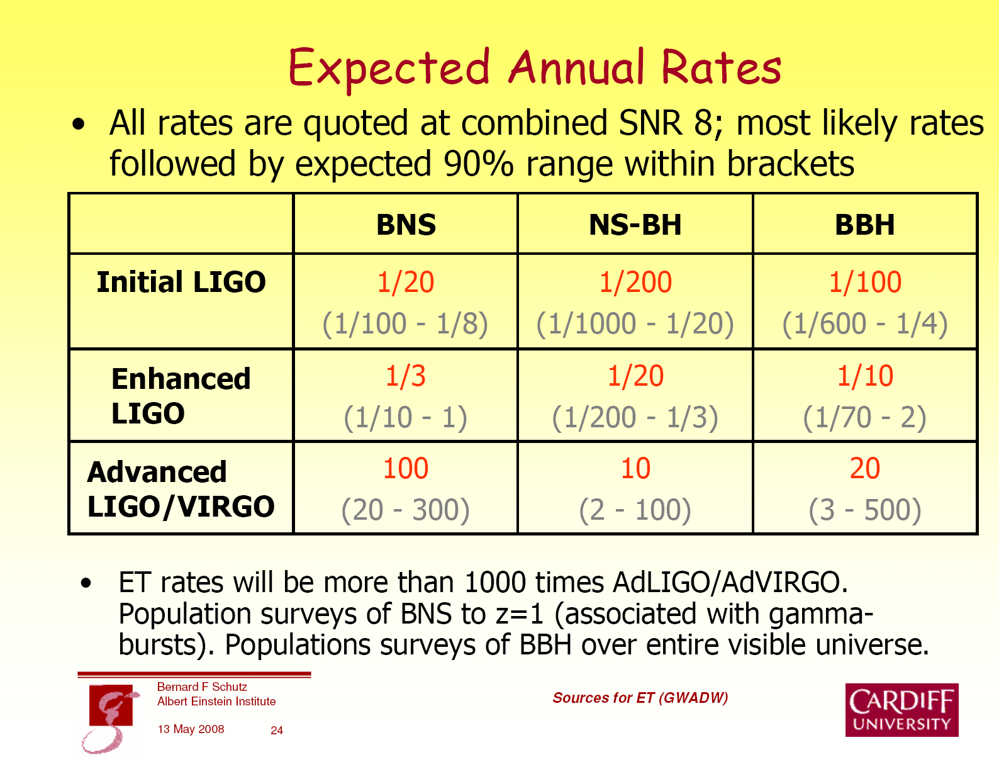 Expected Annual Rates
• All rates are quoted at combined SNR 8; most likely rates
followed by expected 90% range within brackets
BNS NS-BH BBH
Initial LIGO 1/20 1/200 1/100
(1/100 - 1/8) (1/1000 - 1/20) (1/600 - 1/4)
Enhanced LIGO 1/3 1/20 1/10
(1/10 - 1) (1/200 - 1/3) (1/70 - 2)
Advanced LIGO/VIRGO 100 10 20
(20 - 300) (2 - 100) (3 - 500)
• ET rates will be more than 1000 times AdLIGO/AdVIRGO.
Population surveys of BNS to z=1 (associated with gamma-
bursts). Populations surveys of BBH over entire visible universe.
Bernard F Schutz
Albert Einstein Institute
13 May 2008 24
Sources for ET (GWADW)
CARDIFF
UNIVERSITY